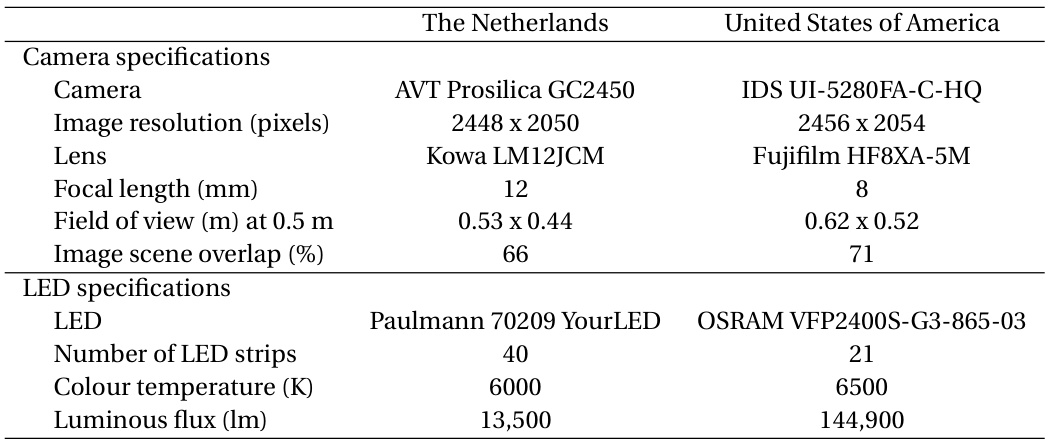 The Netherlands United States of America
Camera specifications
Camera AVT Prosilica GC2450 IDS UI-5280FA-C-HQ
Image resolution (pixels) 2448 x 2050 2456 x 2054
Lens Kowa LM12JCM Fujifilm HF8XA-5M
Focal length (mm) 12 8
Field of view (m) at 0.5 m 0.53 x 0.44 0.62 x 0.52
Image scene overlap (%) 66 71
LED specifications
LED Paulmann 70209 YourLED OSRAM VFP2400S-G3-865-03
Number of LED strips 40 21
Colour temperature (K) 6000 6500
Luminous flux (lm) 13,500 144,900